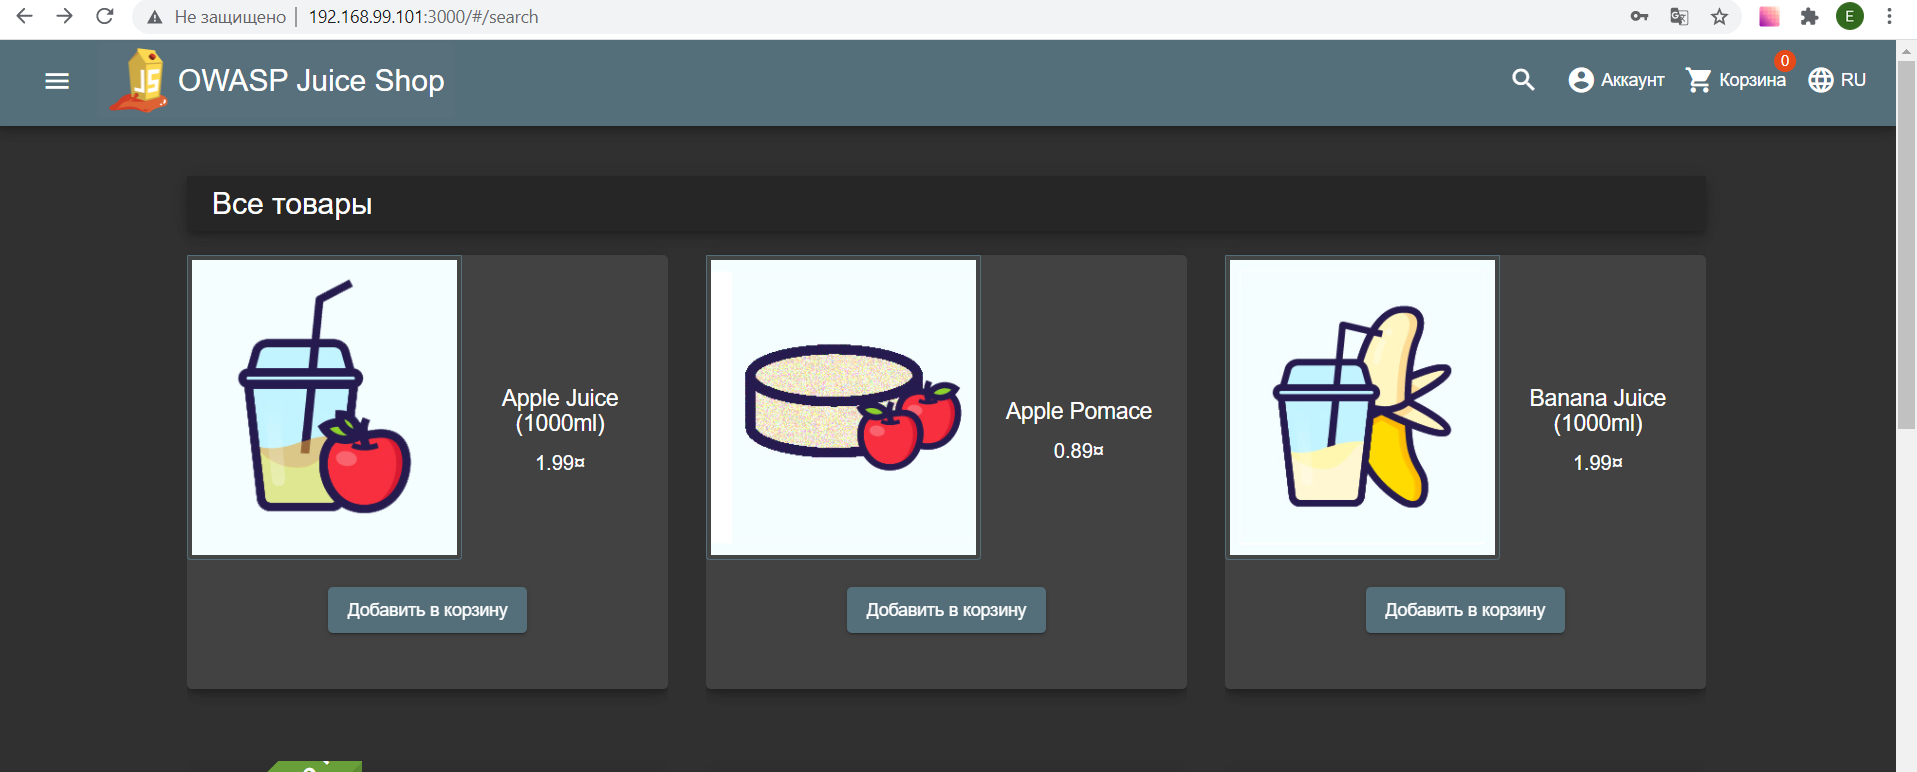 Не защищено | 192.168.99.101:3000/#/search
E
JS
OWASP Juice Shop
Аккаунт
0
Корзина
RU
Все товары
Apple Juice
(1000ml)
1.99¤
Apple Pomace
0.89¤
Banana Juice
(1000ml)
1.99¤
Добавить в корзину
Добавить в корзину
Добавить в корзину